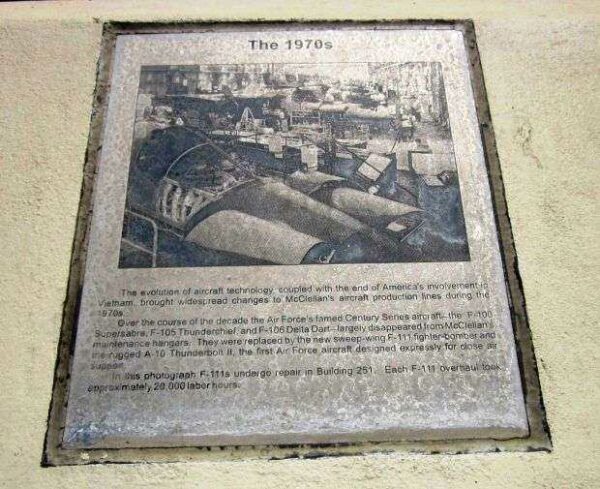 The 1970s
The evolution of aircraft technology, coupled with the end of America's involvement in
Vietnam, brought widespread changes to McClellan's aircraft production lines during the
1970s.
Over the course of the decade the Air Force's famed Century Series aircraft--the F-100
Supersabre, F-105 Thunderchief, and F-106 Delta Dart--largely disappeared from McClellan's
maintenance hangers. They were replaced by the new sweep-wing F-111 fighter-bomber and
the rugged A-10 Thunderbolt II, the first Air Force aircraft designed expressly for close air
support.
In this photograph F-111s undergo repair in Building 251. Each F-111 overhaul took
approximately 20,000 labor hours.